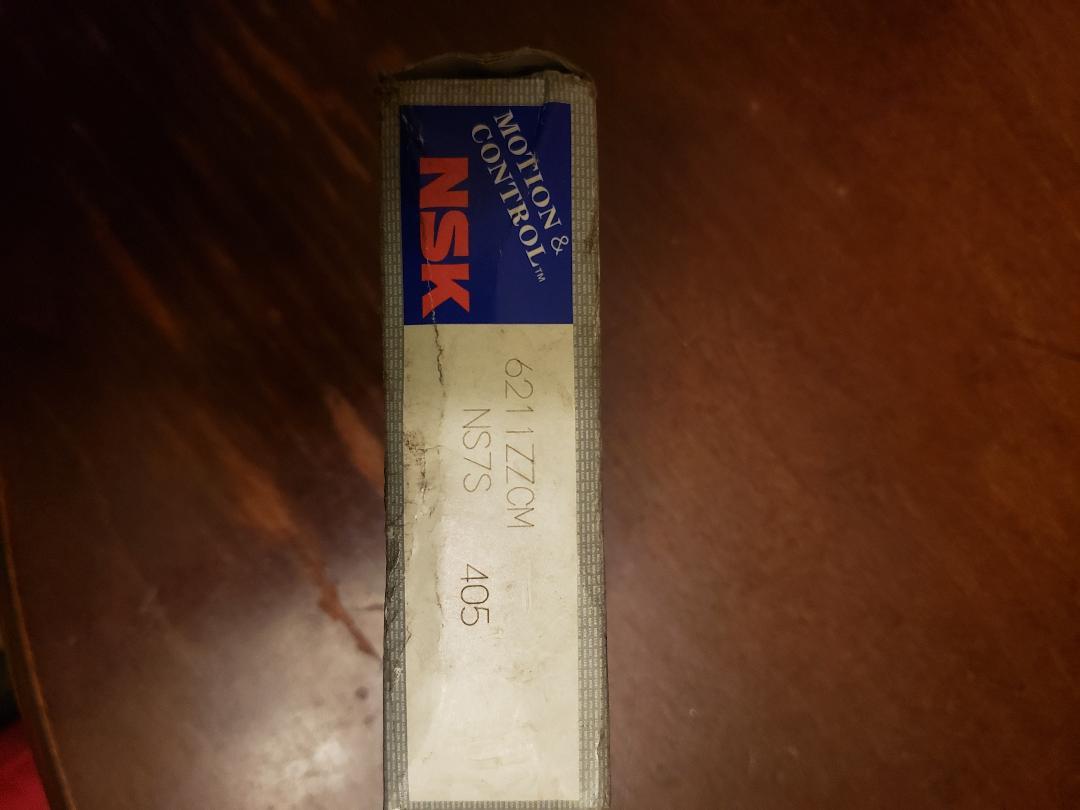 MOTION &
CONTROL™
NSK
6211ZZCM
NS7S 405